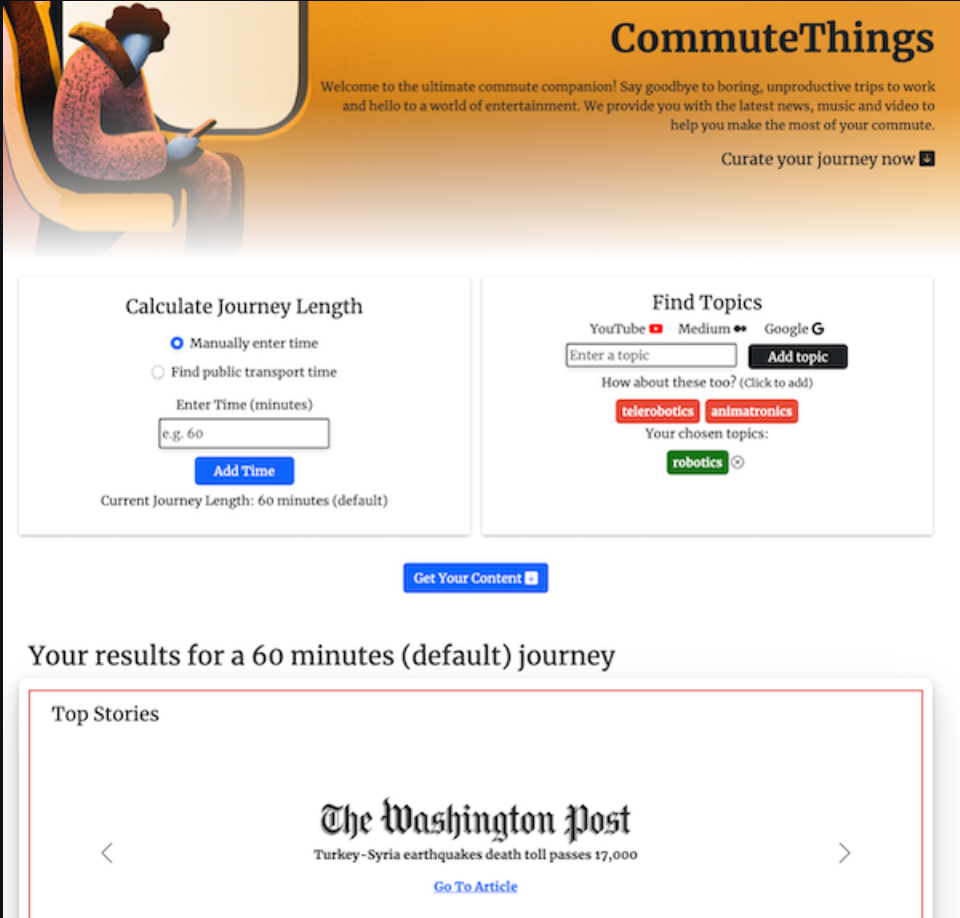 CommuteThings
Welcome to the ultimate commute companion! Say goodbye to boring, unproductive trips to work
and hello to a world of entertainment. We provide you with the latest news, music and video to
help you make the most of your commute.
Curate your journey now
Calculate Journey Length
Manually enter time
Find public transport time
Enter Time (minutes)
e.g. 60
Add Time
Current Journey Length: 60 minutes (default)
Find Topics
YouTube Medium Google G
Enter a topic Add topic
How about these too? (Click to add)
telerobotics animatronics
Your chosen topics:
robotics
Get Your Content
Your results for a 60 minutes (default) journey
Top Stories
The Washington Post
Turkey-Syria earthquakes death toll passes 17,000
Go To Article